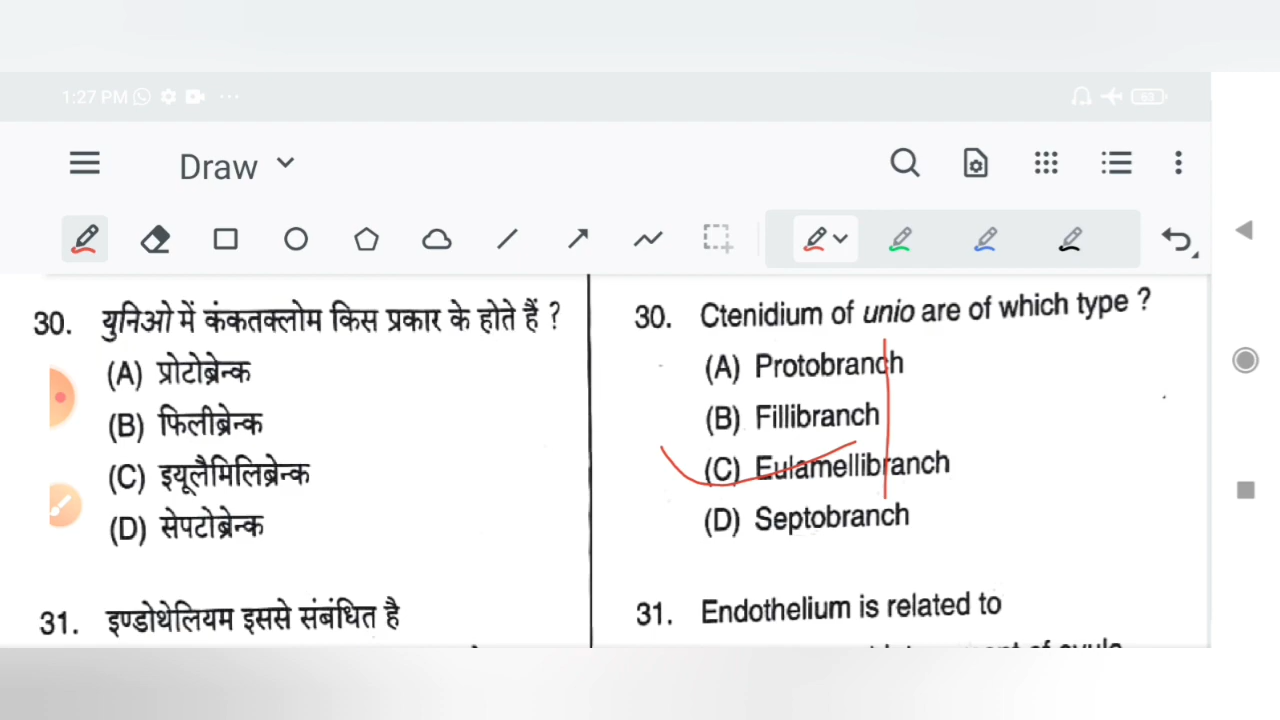 1:27 PM
63
Draw
30. युनिओ में कंकतक्लोम किस प्रकार के होते हैं ?
(A) प्रोटोब्रेन्क
(B) फिलीब्रेन्क
(C) इयूलैमिलिब्रेन्क
(D) सेपटोब्रेन्क
31. इण्डोथेलियम इससे संबंधित है
30. Ctenidium of unio are of which type ?
(A) Protobranch
(B) Fillibranch
(C) Eulamellibranch
(D) Septobranch
31. Endothelium is related to